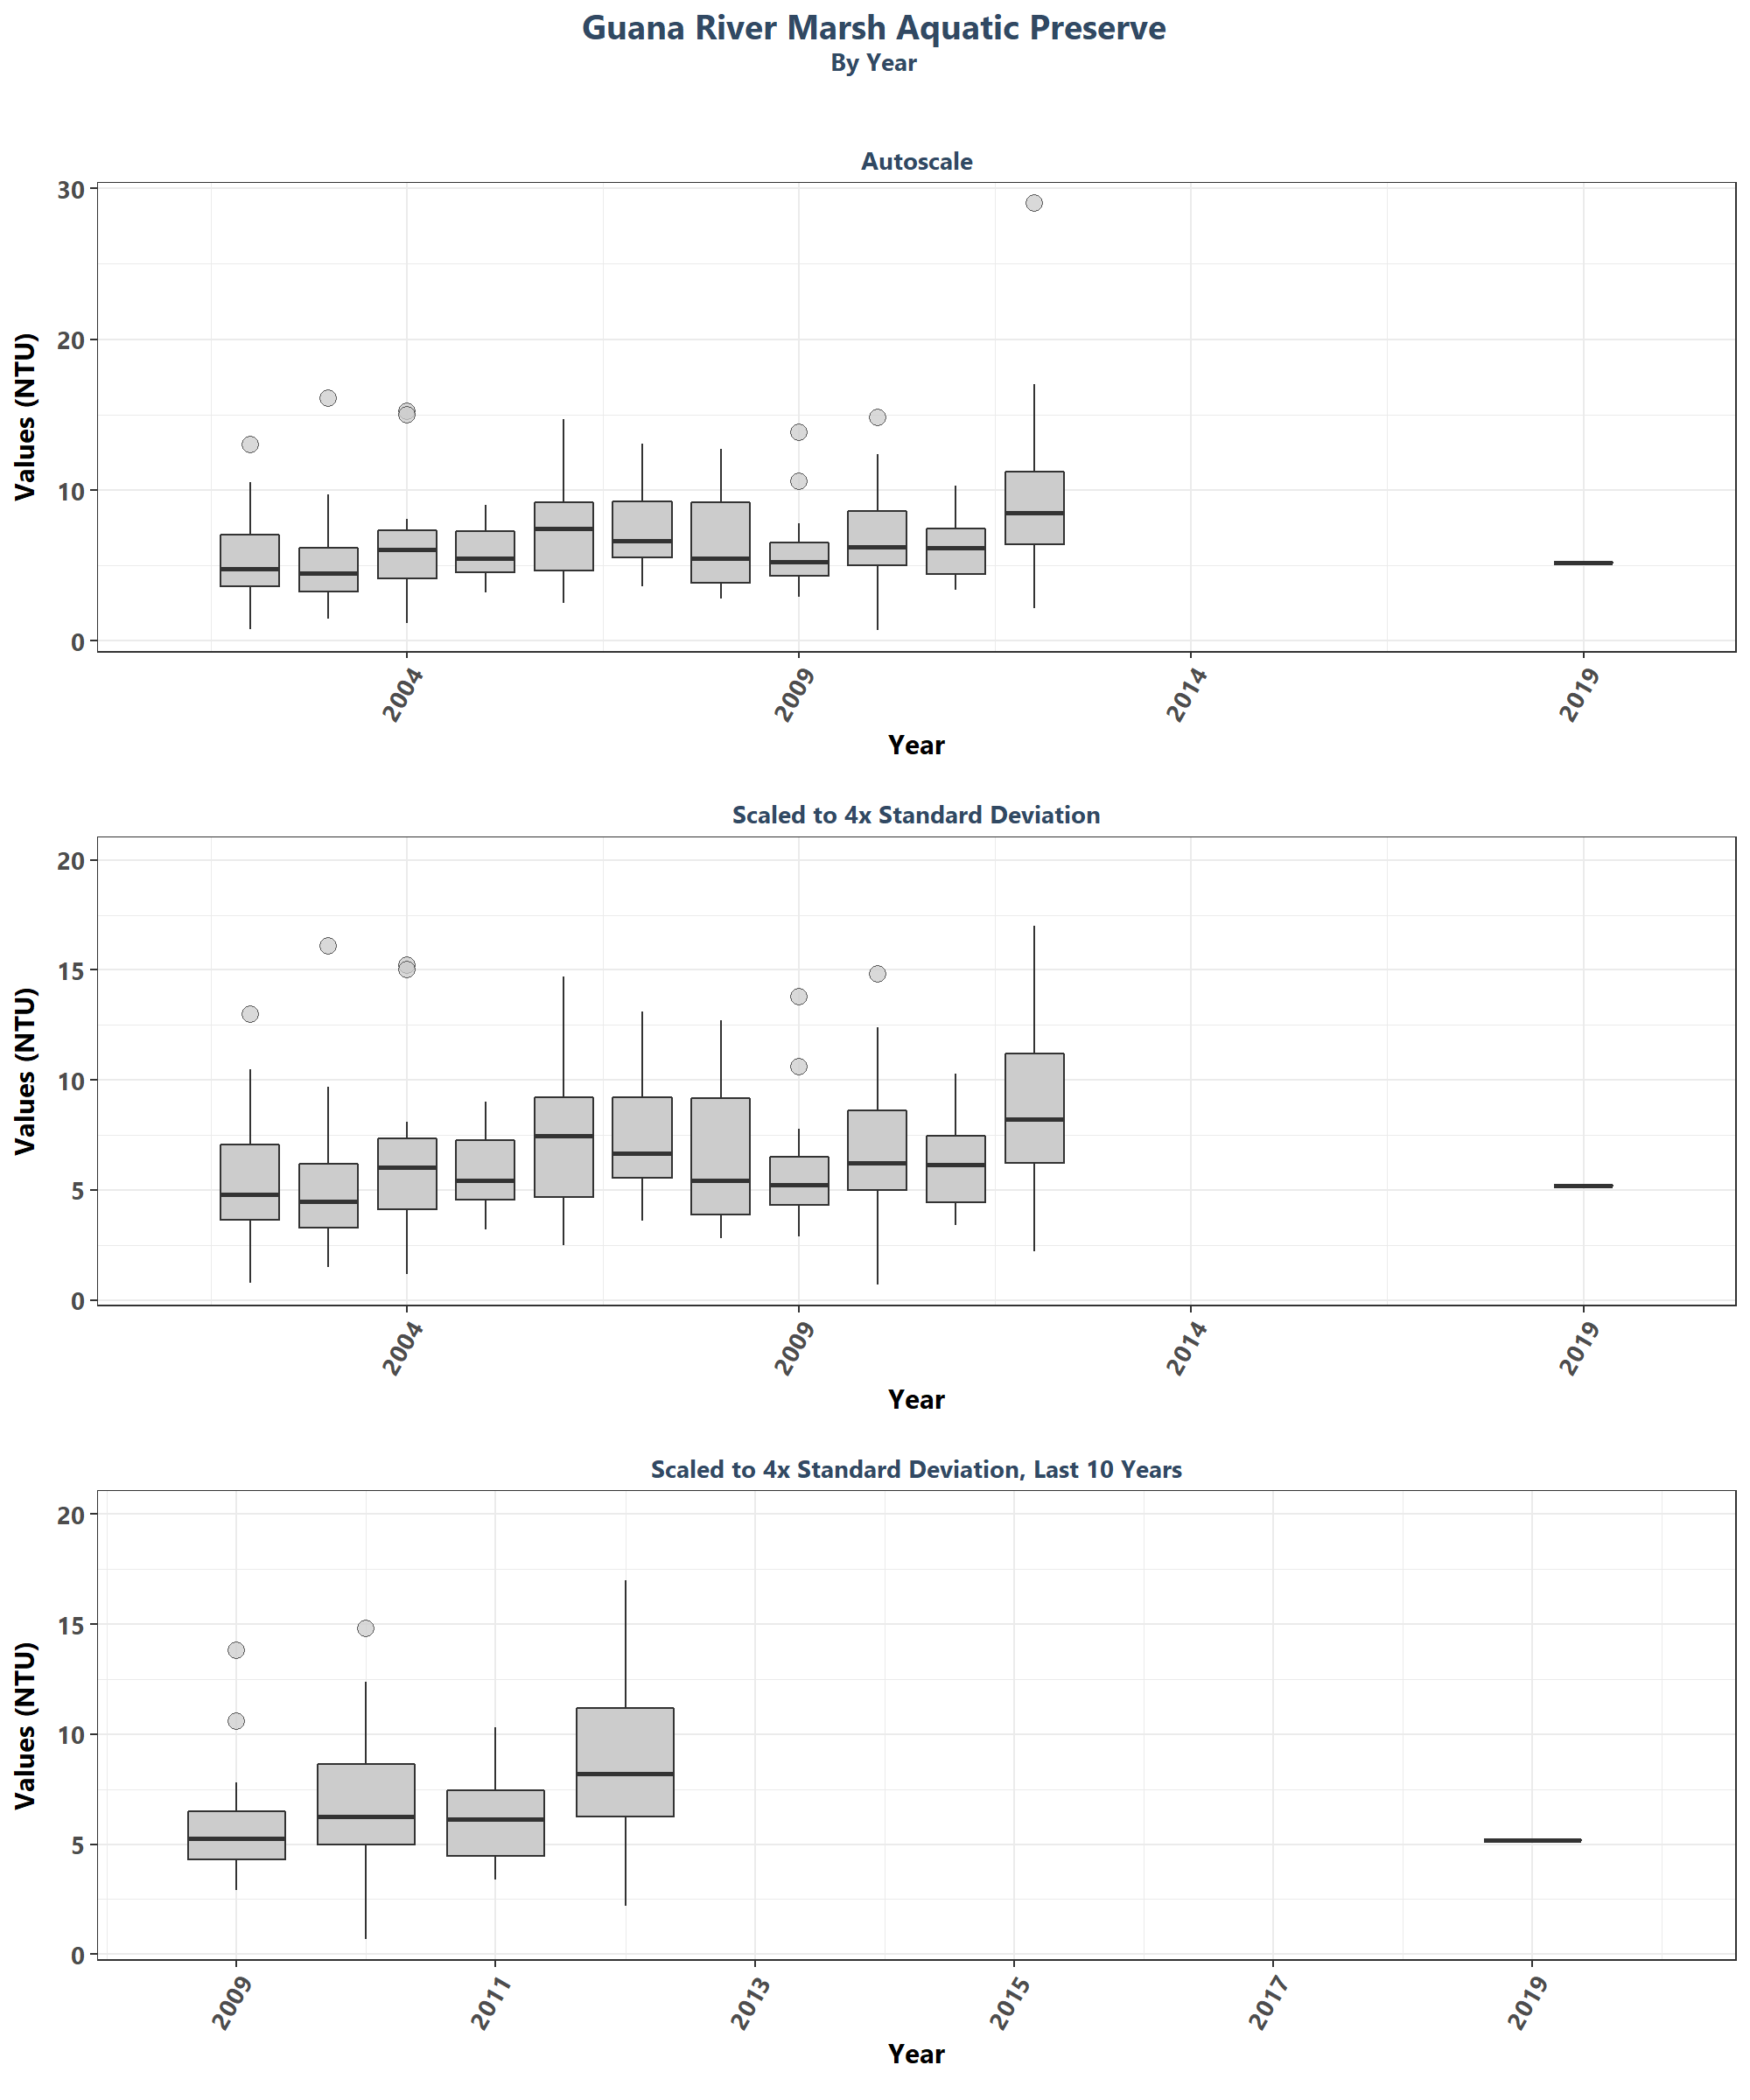 Guana River Marsh Aquatic Preserve
By Year
Autoscale
30
20
10
0
Values (NTU)
2004
2009
2014
2019
Year
Scaled to 4x Standard Deviation
20
15
10
5
0
Values (NTU)
2004
2009
2014
2019
Year
Scaled to 4x Standard Deviation, Last 10 Years
20
15
10
5
0
Values (NTU)
2009
2011
2013
2015
2017
2019
Year